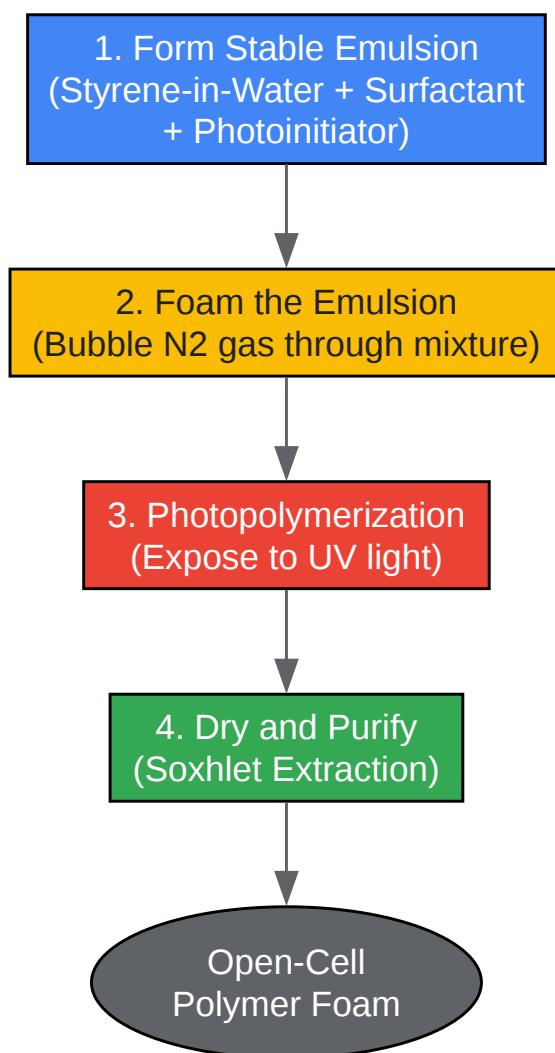 1. Form Stable Emulsion
(Styrene-in-Water + Surfactant
+ Photoinitiator)
2. Foam the Emulsion
(Bubble N2 gas through mixture)
3. Photopolymerization
(Expose to UV light)
4. Dry and Purify
(Soxhlet Extraction)
Open-Cell
Polymer Foam